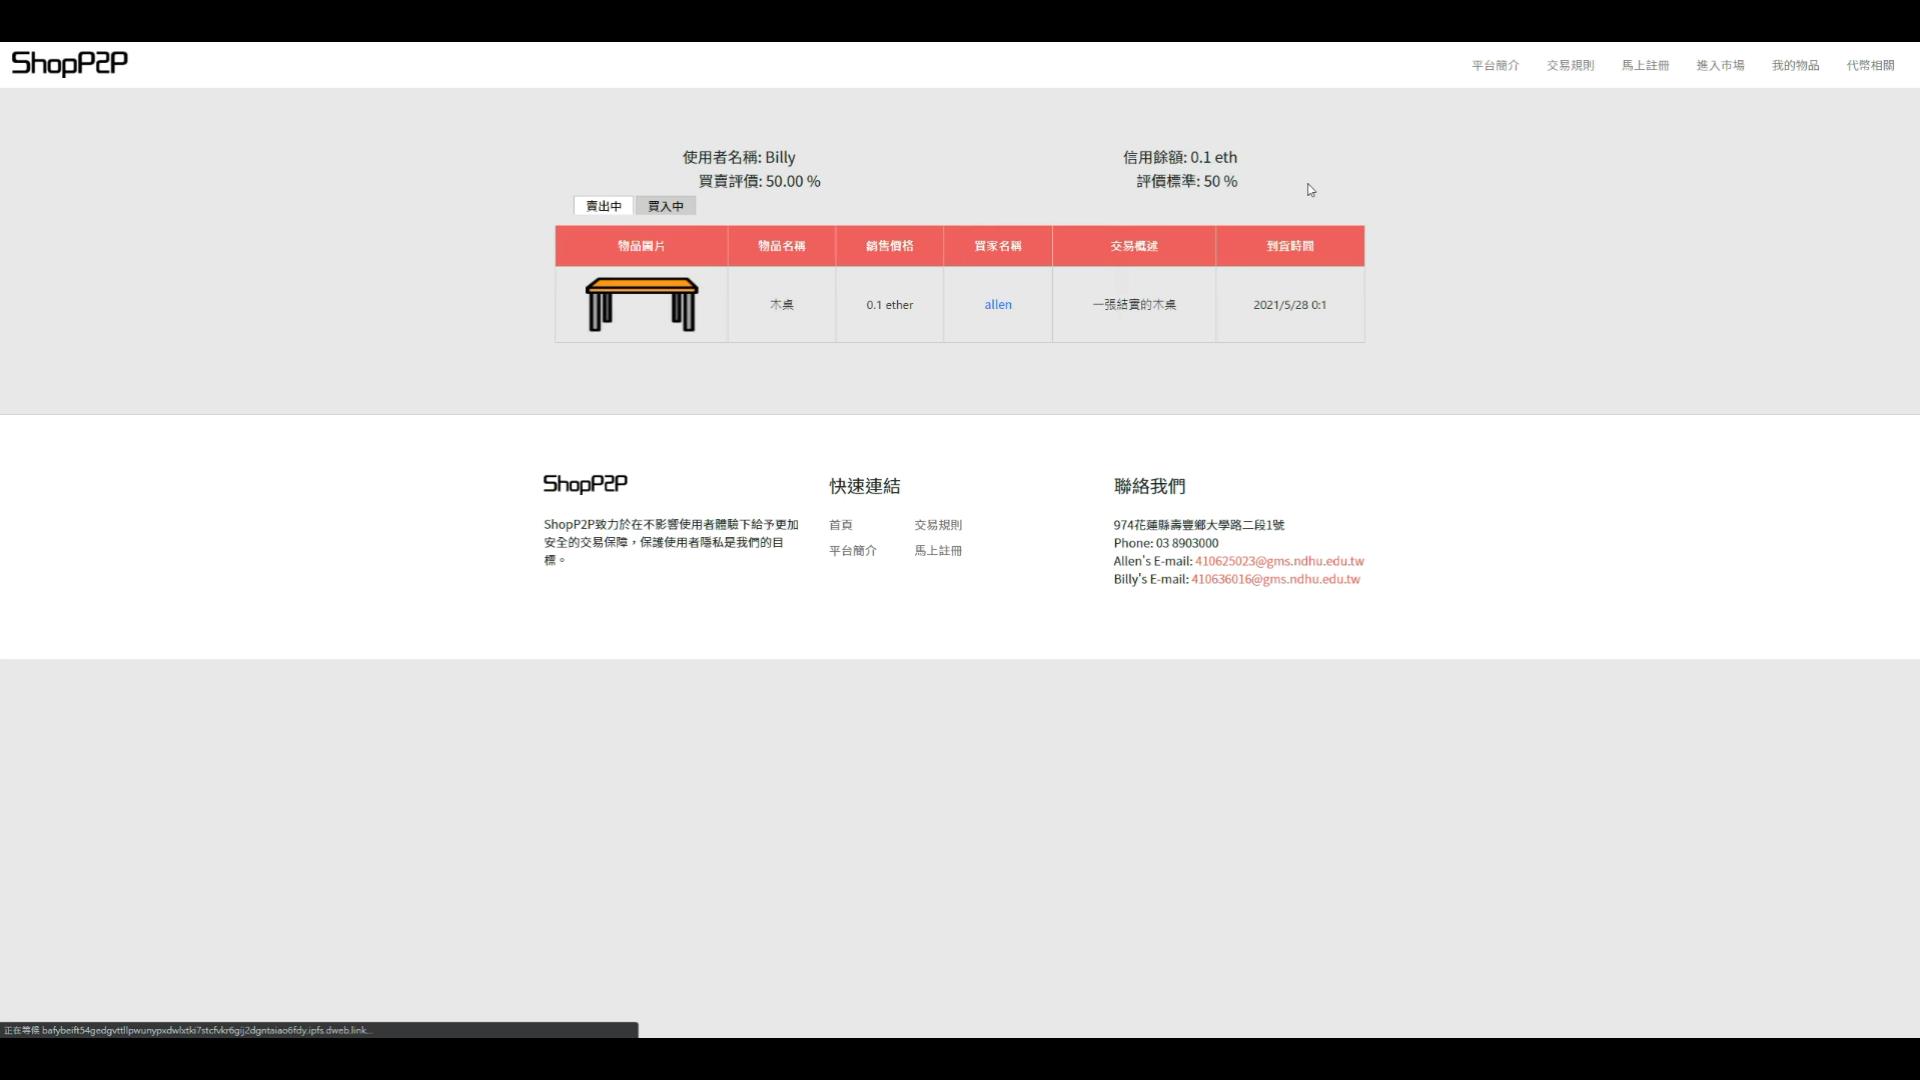 ShopP2P
平台簡介 交易規則 馬上註冊 進入市場 我的物品 代幣相關
使用者名稱: Billy 信用餘額: 0.1 eth
買賣評價: 50.00 % 評價標準: 50 %
賣出中 買入中
物品圖片 物品名稱 銷售價格 買家名稱 交易概述 到貨時間
木桌 0.1 ether allen 一張結實的木桌 2021/5/28 0:1
ShopP2P
ShopP2P致力於在不影響使用者體驗下給予更加
安全的交易保障，保護使用者隱私是我們的目
標。
快速連結
首頁 交易規則
平台簡介 馬上註冊
聯絡我們
974花蓮縣壽豐鄉大學路二段1號
Phone: 03 8903000
Allen's E-mail: 410625023@gms.ndhu.edu.tw
Billy's E-mail: 410636016@gms.ndhu.edu.tw
正在等候